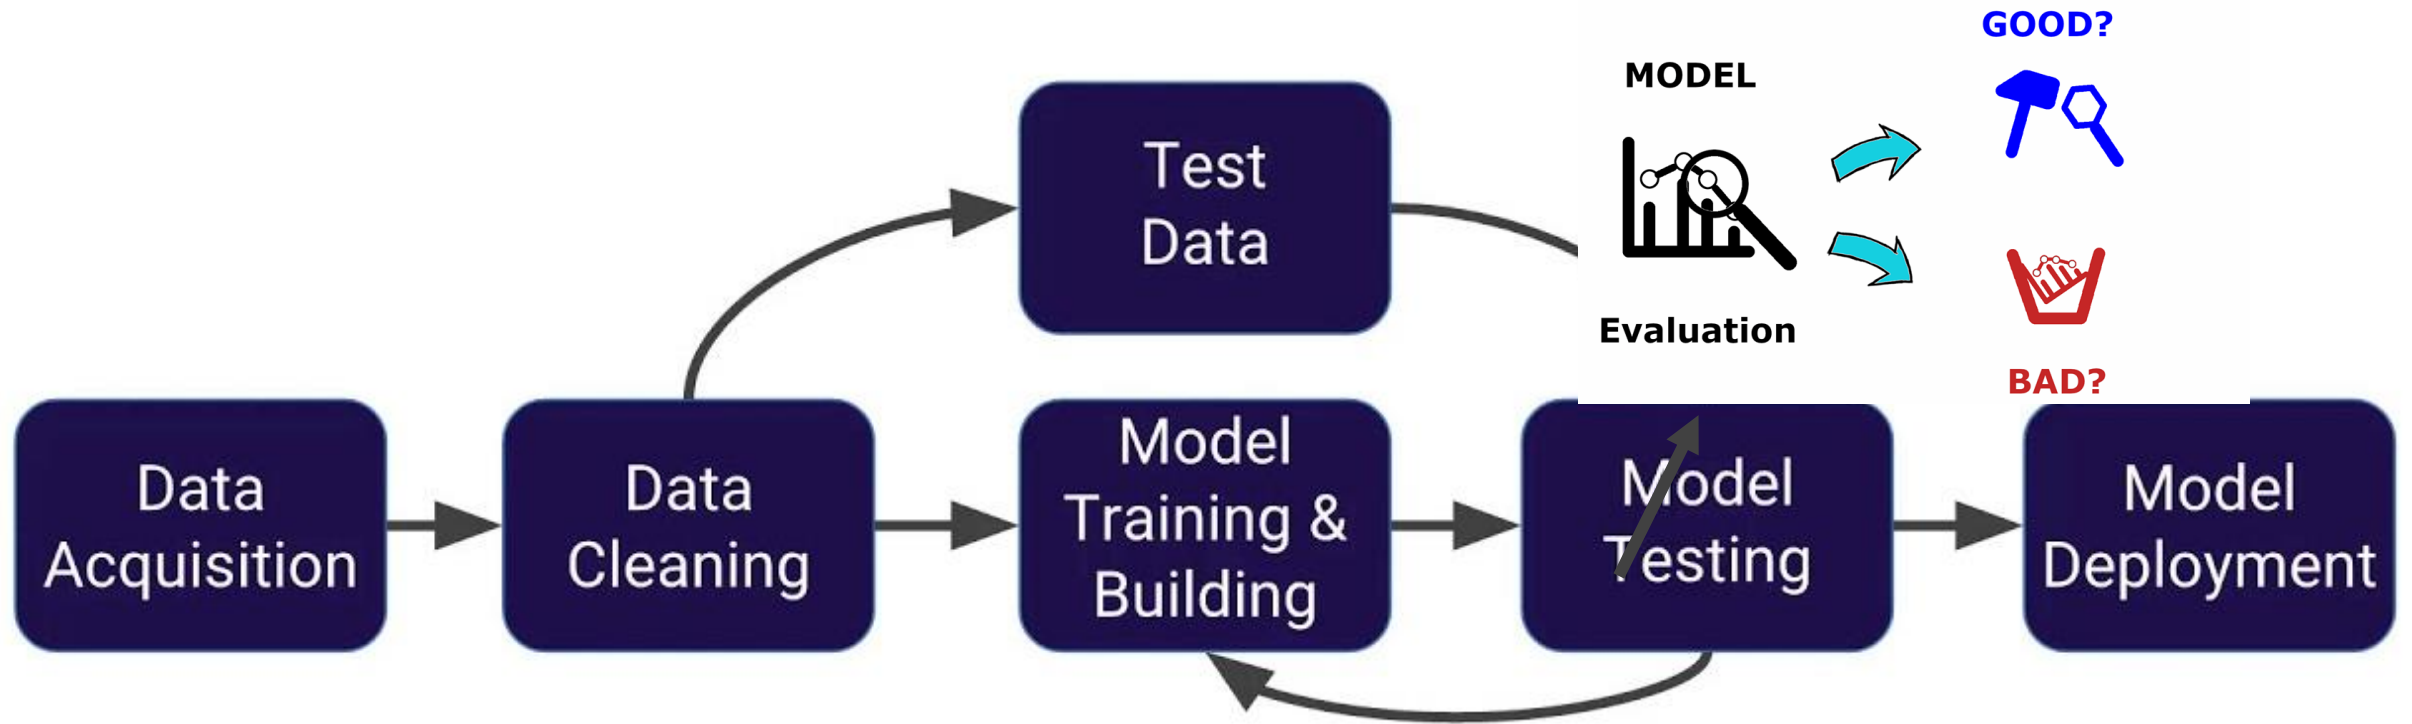 GOOD?
MODEL
Evaluation
BAD?
Test
Data
Data
Acquisition
Data
Cleaning
Model
Training &
Building
Model
Testing
Model
Deployment